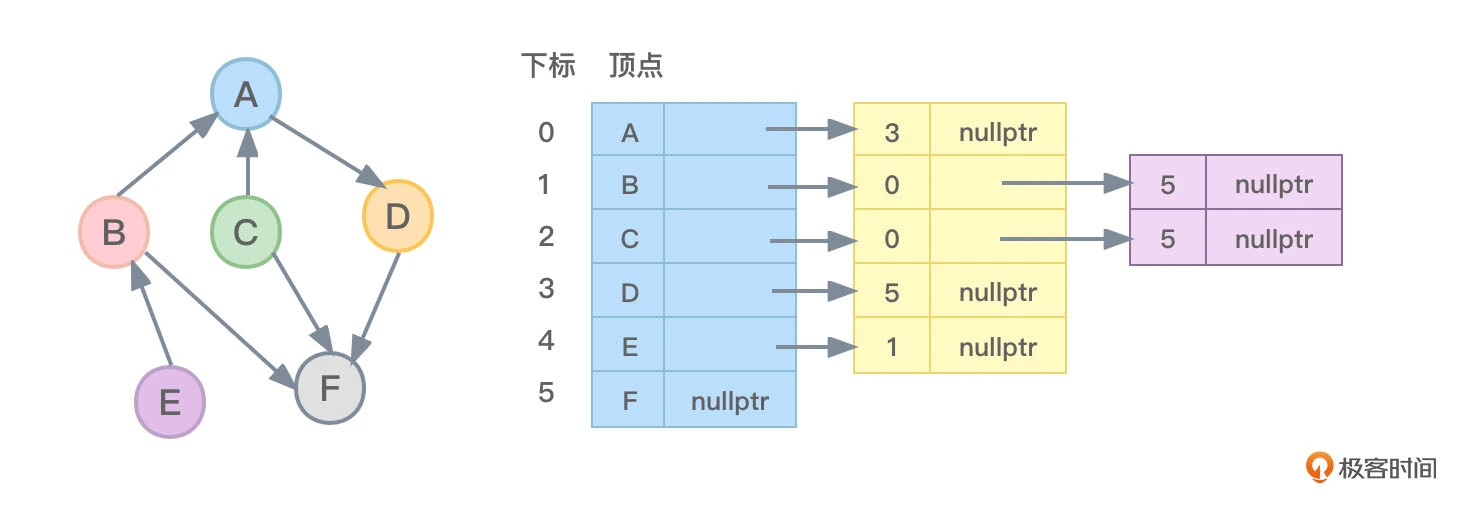 A
B
C
D
E
F
下标 顶点
0 A 3 nullptr
1 B 0 5 nullptr
2 C 0 5 nullptr
3 D 5 nullptr
4 E 1 nullptr
5 F nullptr
极客时间